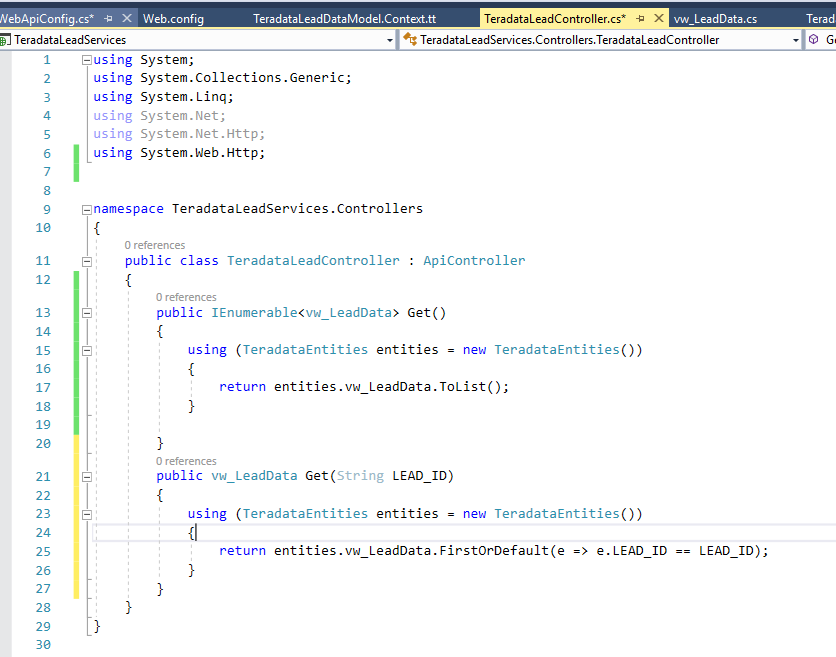 WebApiConfig.cs* Web.config TeradataLeadDataModel.Context.tt TeradataLeadController.cs* vw_LeadData.cs Terad
TeradataLeadServices TeradataLeadServices.Controllers.TeradataLeadController G
1 using System;
2 using System.Collections.Generic;
3 using System.Linq;
4 using System.Net;
5 using System.Net.Http;
6 using System.Web.Http;
7
8
9 namespace TeradataLeadServices.Controllers
10 {
0 references
11 public class TeradataLeadController : ApiController
12 {
0 references
13 public IEnumerable<vw_LeadData> Get()
14 {
15 using (TeradataEntities entities = new TeradataEntities())
16 {
17 return entities.vw_LeadData.ToList();
18 }
19
20 }
0 references
21 public vw_LeadData Get(String LEAD_ID)
22 {
23 using (TeradataEntities entities = new TeradataEntities())
24 {
25 return entities.vw_LeadData.FirstOrDefault(e => e.LEAD_ID == LEAD_ID);
26 }
27 }
28 }
29 }
30